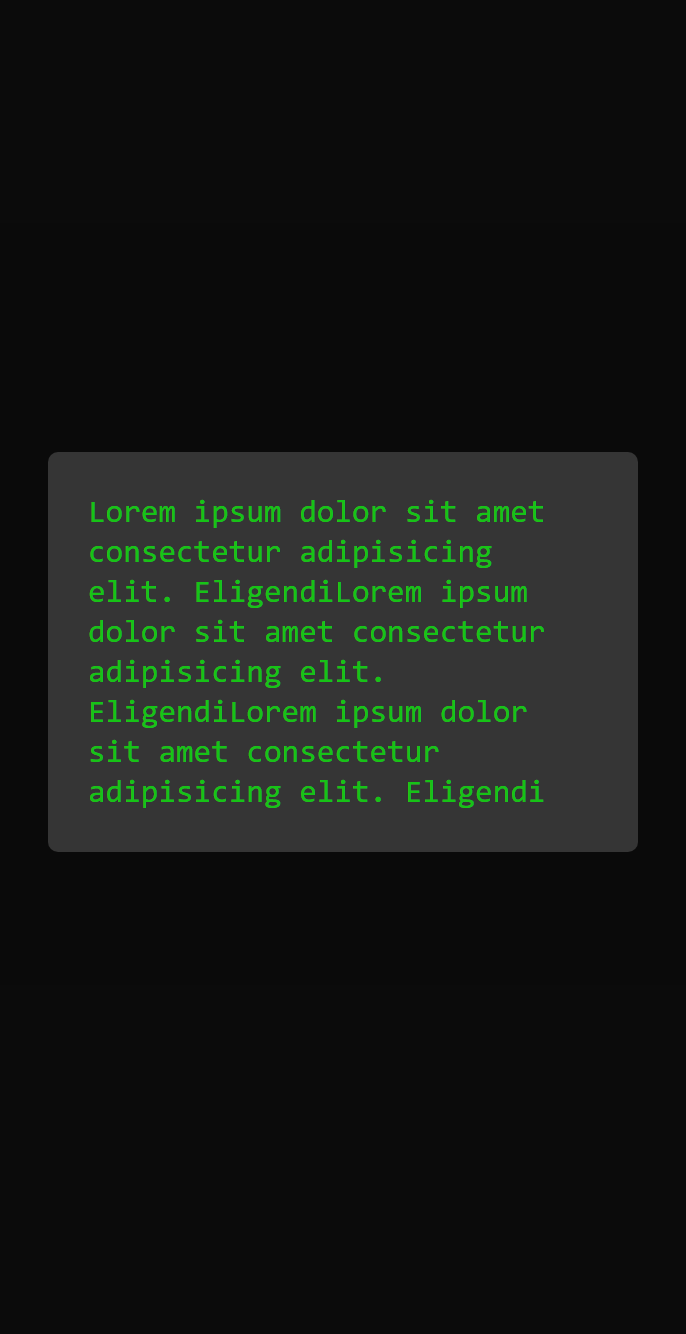 Lorem ipsum dolor sit amet
consectetur adipisicing
elit. EligendiLorem ipsum
dolor sit amet consectetur
adipisicing elit.
EligendiLorem ipsum dolor
sit amet consectetur
adipisicing elit. Eligendi